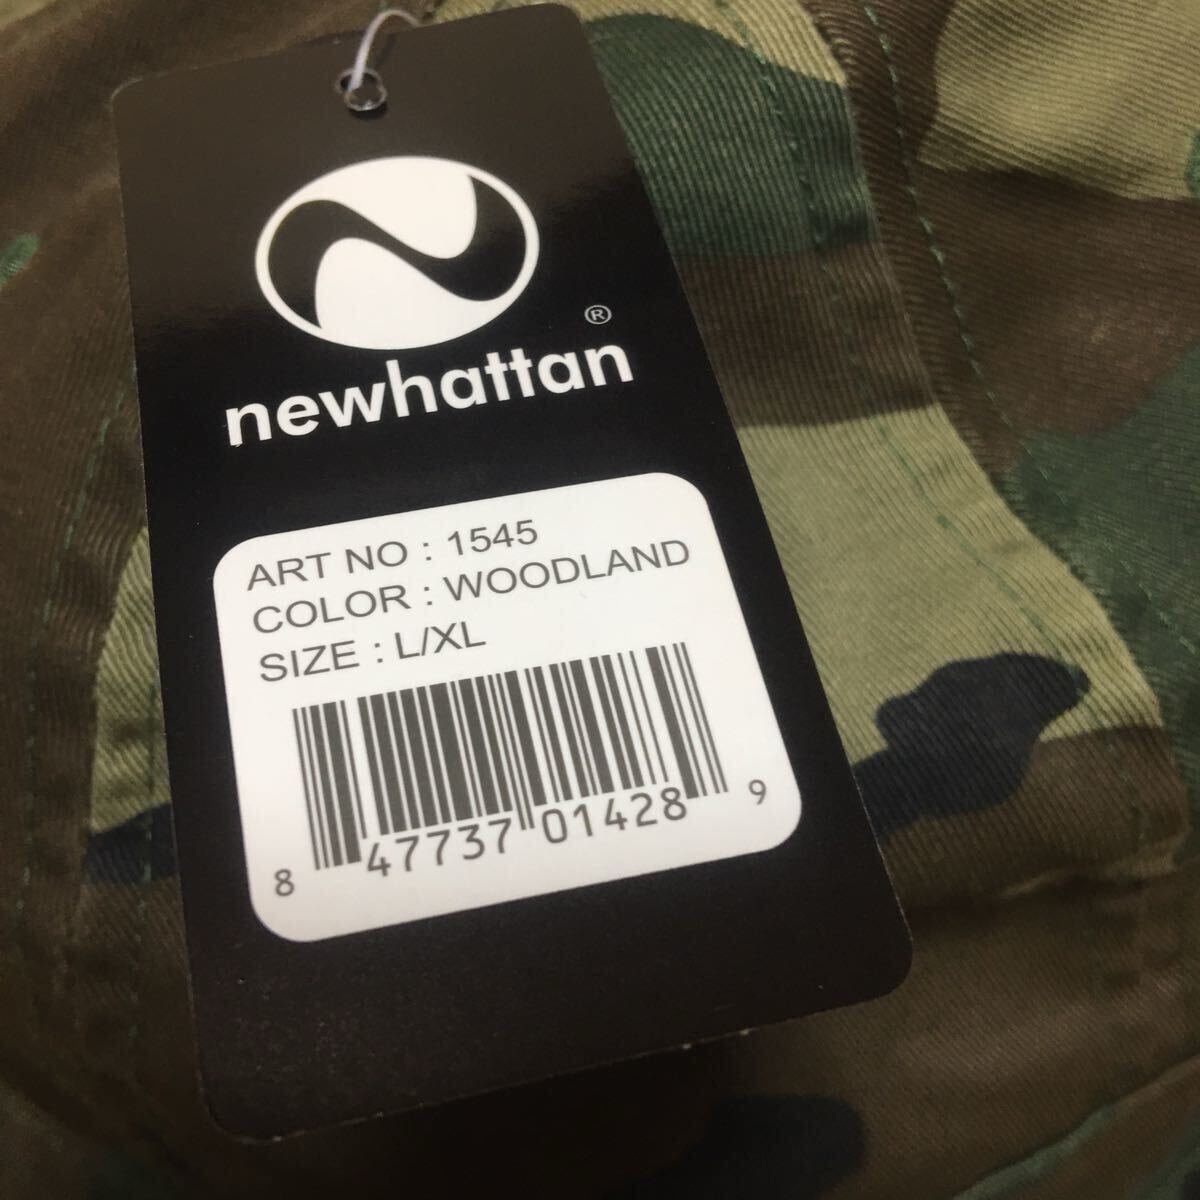 ®
newhattan
ART NO : 1545
COLOR : WOODLAND
SIZE : L/XL
8 47737 01428 9